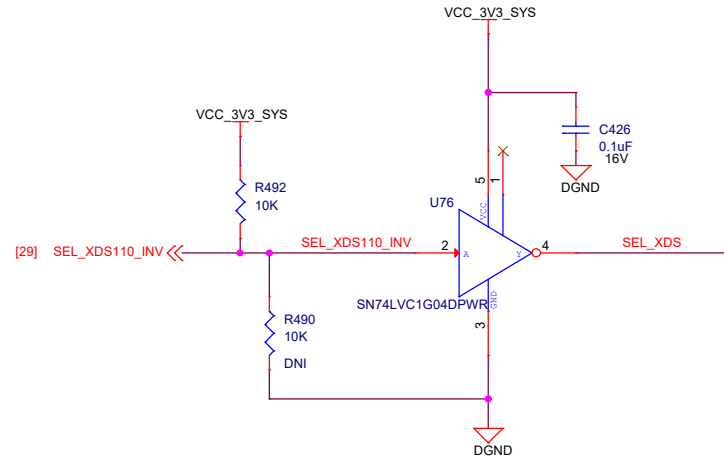 VCC_3V3_SYS
VCC_3V3_SYS
C426
0.1uF
16V
DGND
R492
10K
U76
5
1
VCC
[29] SEL_XDS110_INV
SEL_XDS110_INV
2
A
Y
4
SEL_XDS
SN74LVC1G04DPWR
GND
3
R490
10K
DNI
DGND